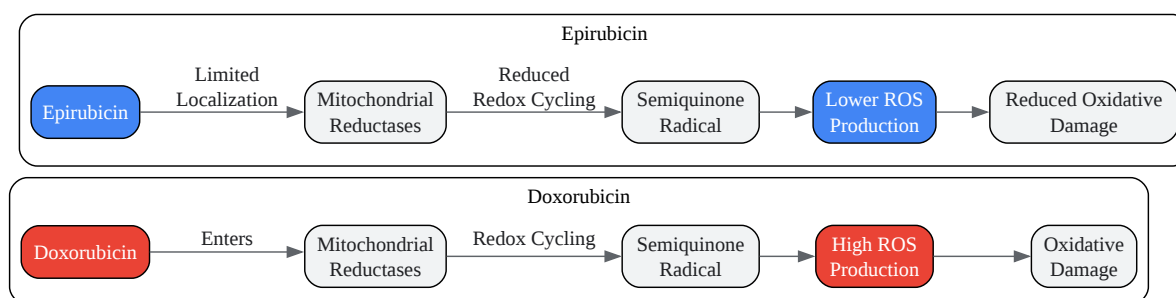 Epirubicin
Limited
Localization
Reduced
Redox Cycling
Epirubicin
Mitochondrial
Reductases
Semiquinone
Radical
Lower ROS
Production
Reduced Oxidative
Damage
Doxorubicin
Enters
Redox Cycling
Doxorubicin
Mitochondrial
Reductases
Semiquinone
Radical
High ROS
Production
Oxidative
Damage